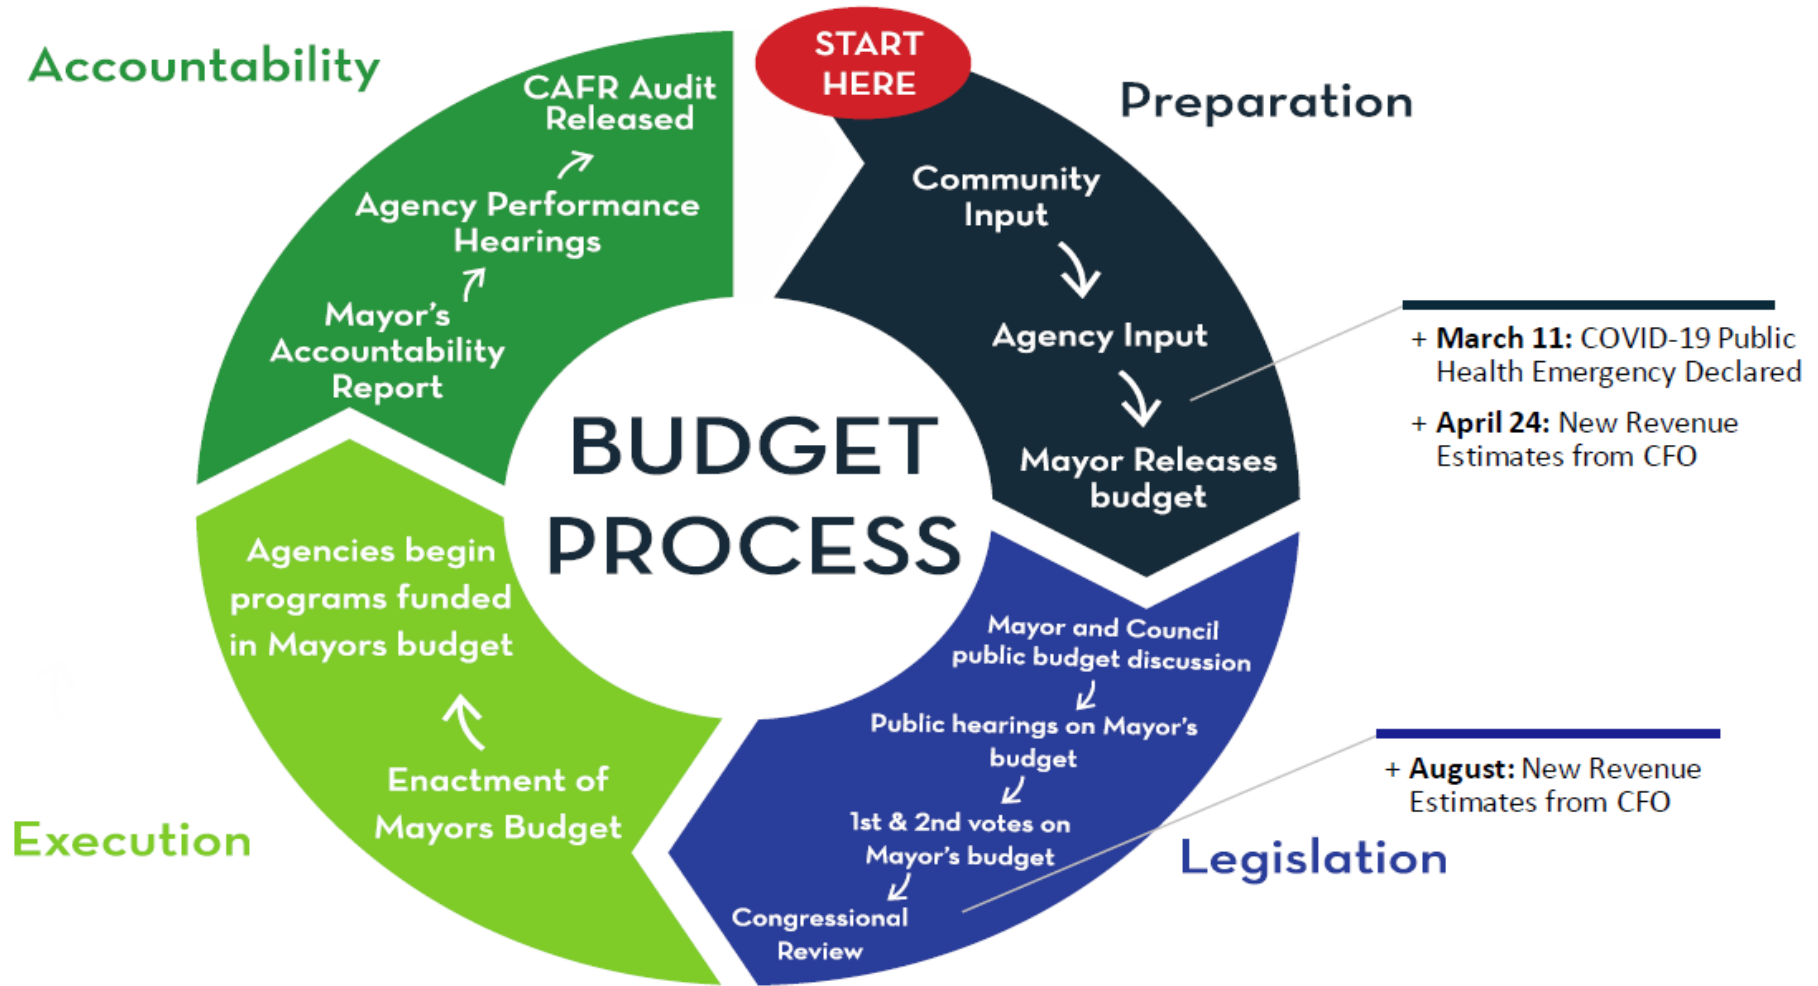 START
HERE
Preparation
Community
Input
Agency Input
Mayor Releases
budget
+ March 11: COVID-19 Public
Health Emergency Declared
+ April 24: New Revenue
Estimates from CFO
Mayor and Council
public budget discussion
Public hearings on Mayor's
budget
1st & 2nd votes on
Mayor's budget
Congressional
Review
+ August: New Revenue
Estimates from CFO
Legislation
Execution
Enactment of
Mayors Budget
Agencies begin
programs funded
in Mayors budget
Accountability
Mayor's
Accountability
Report
Agency Performance
Hearings
CAFR Audit
Released
BUDGET
PROCESS